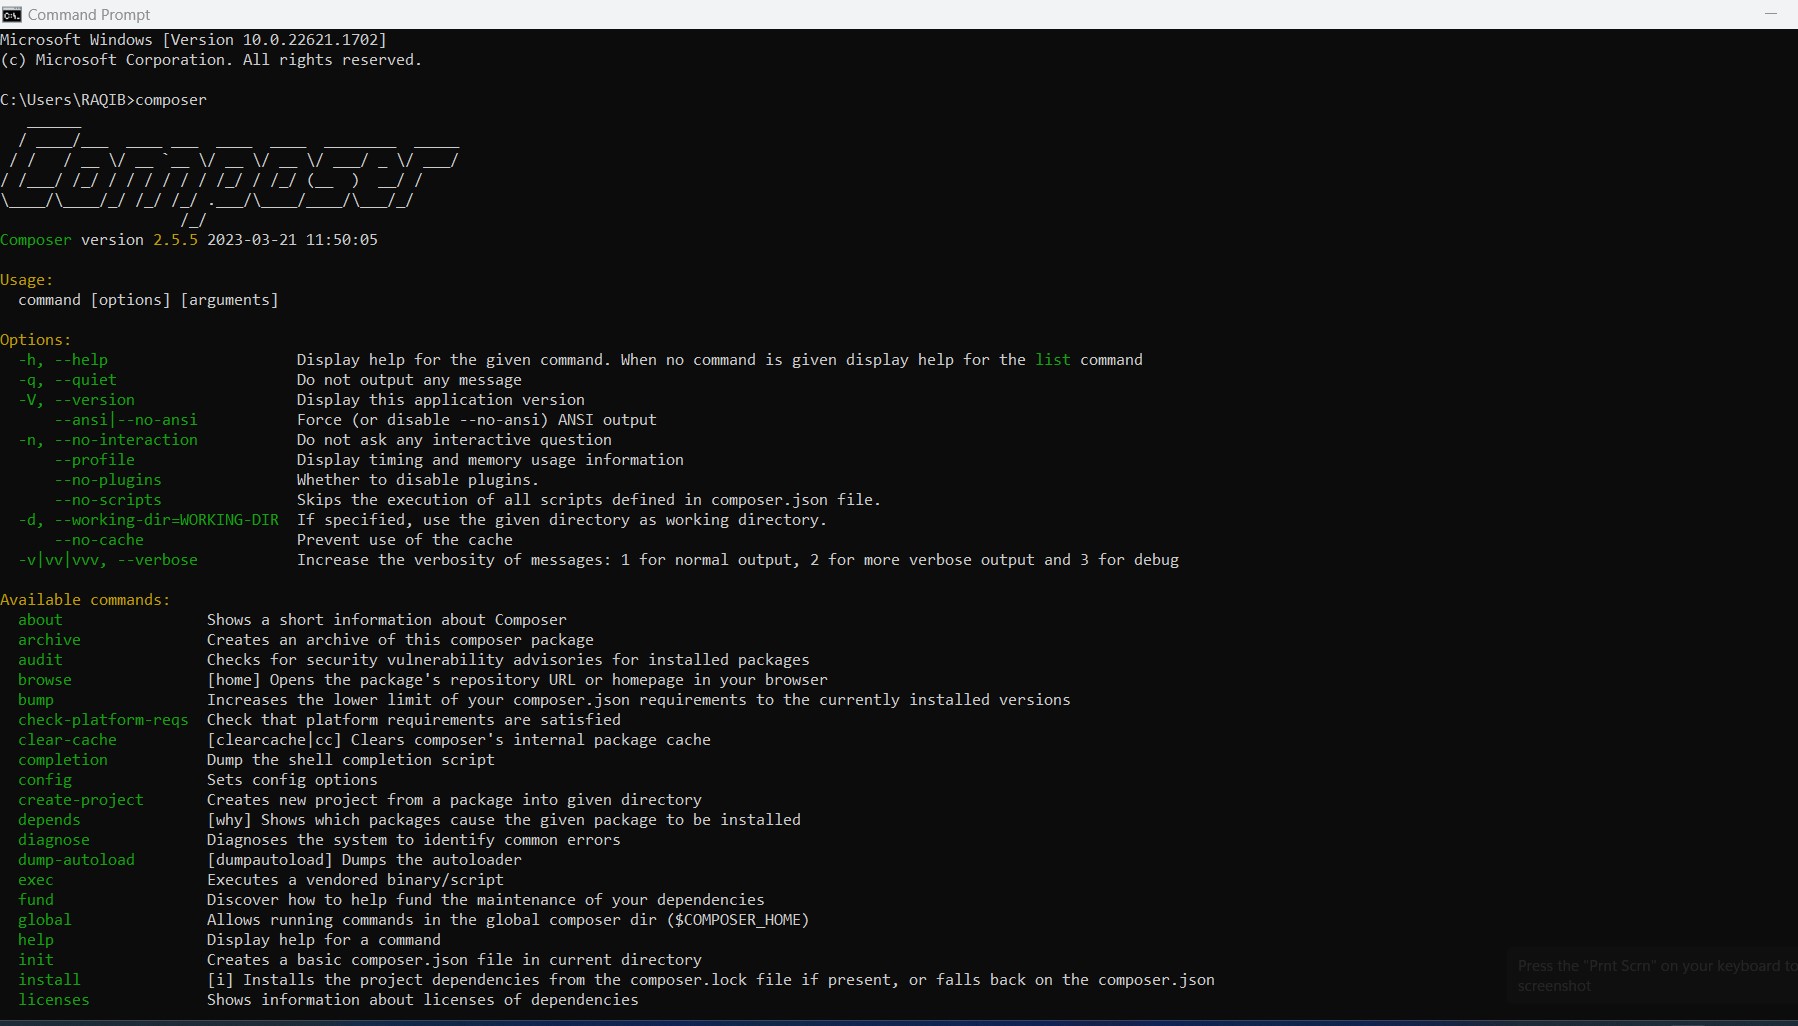 Command Prompt
Microsoft Windows [Version 10.0.22621.1702]
(c) Microsoft Corporation. All rights reserved.
C:\Users\RAQIB>composer
Composer
Composer version 2.5.5 2023-03-21 11:50:05
Usage:
  command [options] [arguments]
Options:
  -h, --help                     Display help for the given command. When no command is given display help for the list command
  -q, --quiet                    Do not output any message
  -V, --version                  Display this application version
      --ansi|--no-ansi           Force (or disable --no-ansi) ANSI output
  -n, --no-interaction           Do not ask any interactive question
      --profile                  Display timing and memory usage information
      --no-plugins               Whether to disable plugins.
      --no-scripts               Skips the execution of all scripts defined in composer.json file.
  -d, --working-dir=WORKING-DIR  If specified, use the given directory as working directory.
      --no-cache                 Prevent use of the cache
  -v|vv|vvv, --verbose           Increase the verbosity of messages: 1 for normal output, 2 for more verbose output and 3 for debug
Available commands:
  about                Shows a short information about Composer
  archive              Creates an archive of this composer package
  audit                Checks for security vulnerability advisories for installed packages
  browse               [home] Opens the package's repository URL or homepage in your browser
  bump                 Increases the lower limit of your composer.json requirements to the currently installed versions
  check-platform-reqs  Check that platform requirements are satisfied
  clear-cache          [clearcache|cc] Clears composer's internal package cache
  completion           Dump the shell completion script
  config               Sets config options
  create-project       Creates new project from a package into given directory
  depends              [why] Shows which packages cause the given package to be installed
  diagnose             Diagnoses the system to identify common errors
  dump-autoload        [dumpautoload] Dumps the autoloader
  exec                 Executes a vendored binary/script
  fund                 Discover how to help fund the maintenance of your dependencies
  global               Allows running commands in the global composer dir ($COMPOSER_HOME)
  help                 Display help for a command
  init                 Creates a basic composer.json file in current directory
  install              [i] Installs the project dependencies from the composer.lock file if present, or falls back on the composer.json
  licenses             Shows information about licenses of dependencies
Press the "Prnt Scrn" on your keyboard to
screenshot